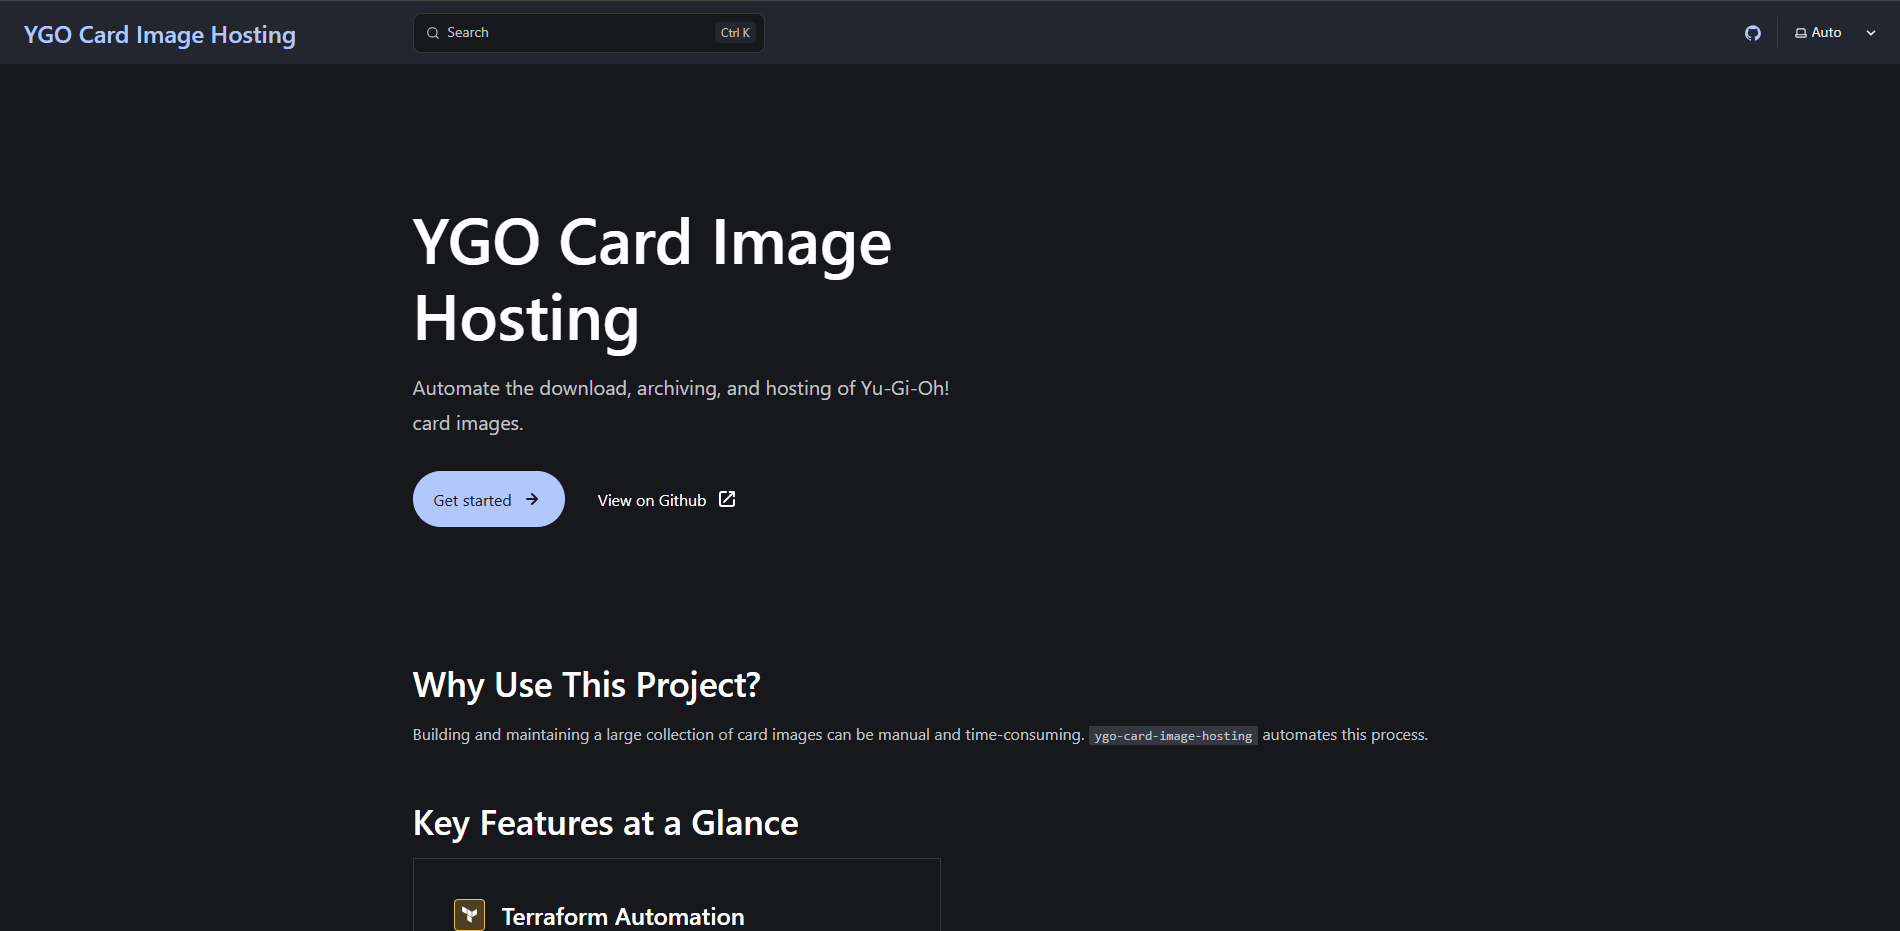 YGO Card Image Hosting
Search
Ctrl K
Auto
YGO Card Image
Hosting
Automate the download, archiving, and hosting of Yu-Gi-Oh!
card images.
Get started
View on Github
Why Use This Project?
Building and maintaining a large collection of card images can be manual and time-consuming. ygo-card-image-hosting automates this process.
Key Features at a Glance
Terraform Automation